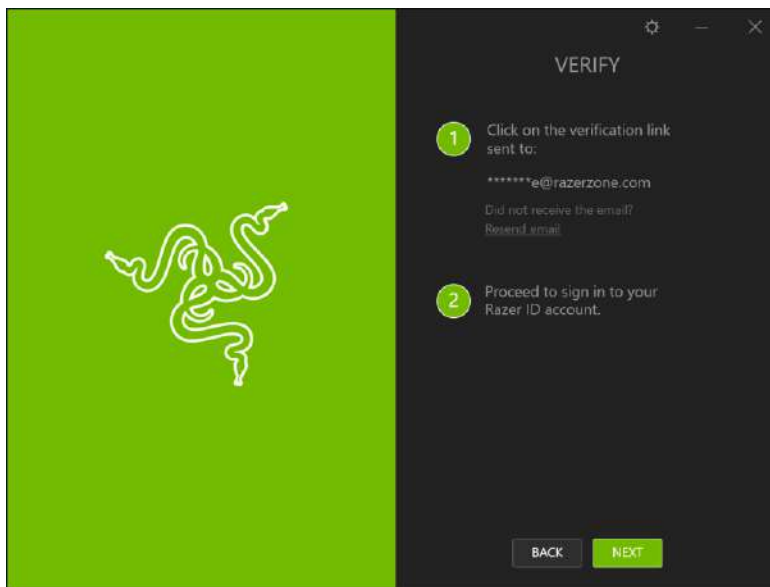 VERIFY
1
Click on the verification link
sent to:
*******e@razerzone.com
Did not receive the email?
Resend email
2
Proceed to sign in to your
Razer ID account.
BACK
NEXT